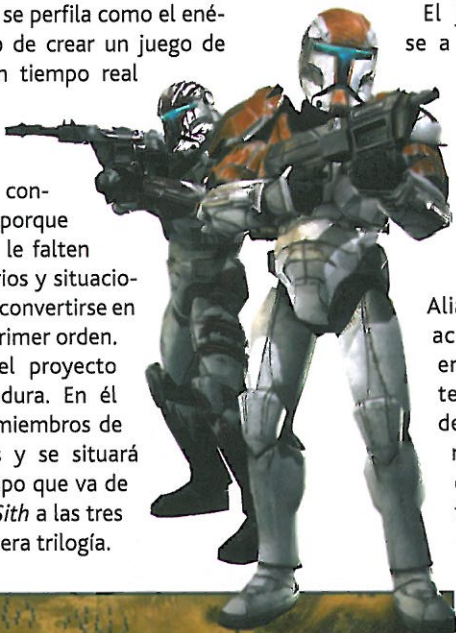 se perfila como el ené-
o de crear un juego de
n tiempo real
con-
porque
le falten
rios y situacio-
convertirse en
rimer orden.
el proyecto
dura. En él
miembros de
s y se situará
po que va de
Sith a las tres
era trilogía.
El
se a
Alia
ac
en
te
de